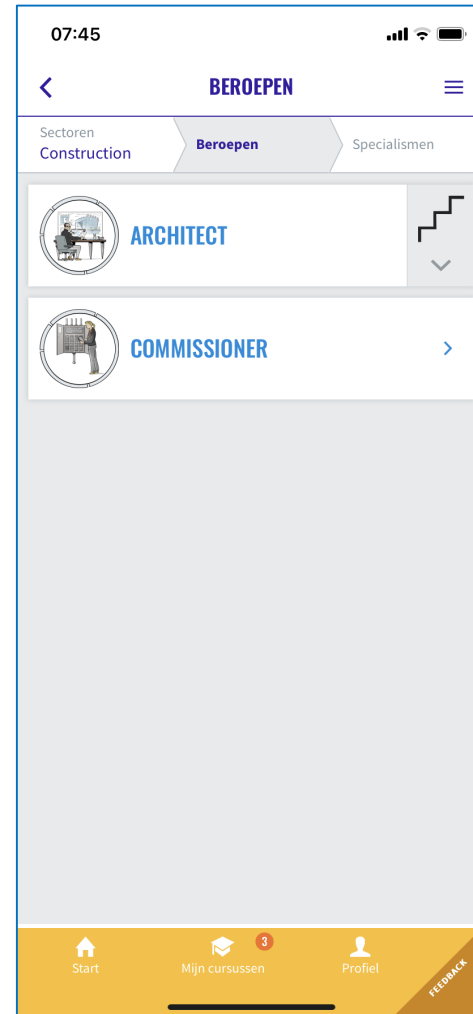 07:45
BEROEPEN
Sectoren
Construction
Beroepen
Specialismen
ARCHITECT
COMMISSIONER
3
Start
Mijn cursussen
Profiel
FEEDBACK